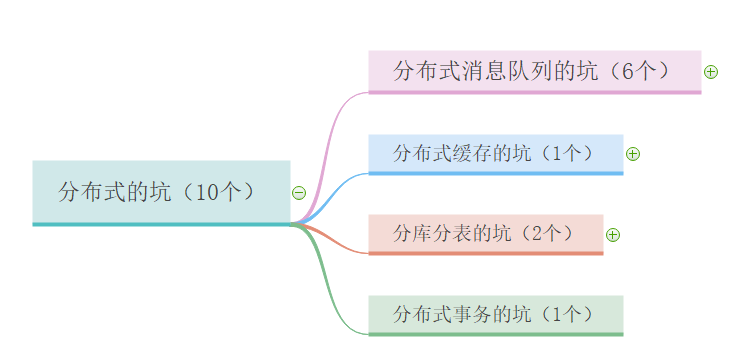 分布式消息队列的坑（6个）
分布式缓存的坑（1个）
分布式的坑（10个）
分库分表的坑（2个）
分布式事务的坑（1个）